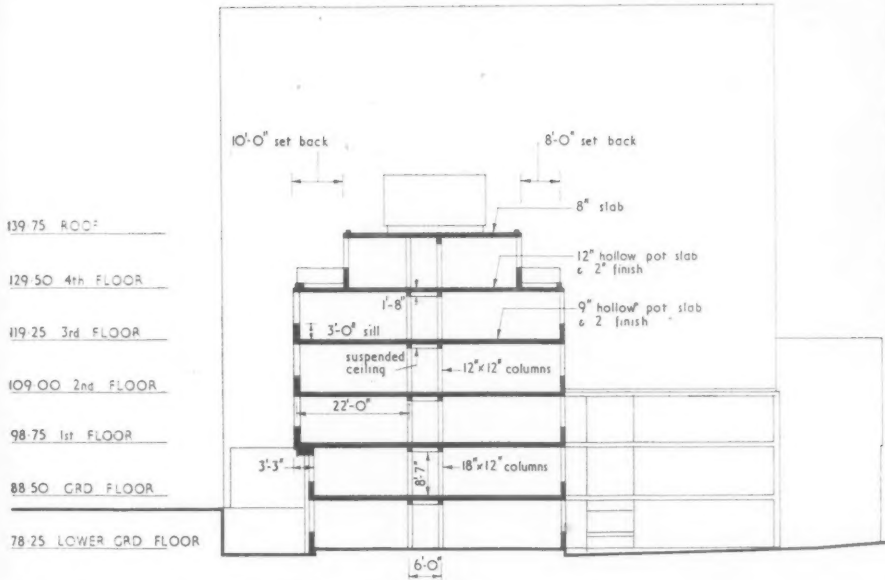 10'-0" set back
8'-0" set back
8" slab
139·75 ROOF
12" hollow pot slab
& 2" finish
129·50 4th FLOOR
1'-8"
9" hollow pot slab
& 2 finish
119·25 3rd FLOOR
3'-0" sill
suspended
ceiling
12"×12" columns
109·00 2nd FLOOR
22'-0"
98·75 1st FLOOR
3'-3"
8'-7"
18"×12" columns
88·50 GRD FLOOR
78·25 LOWER GRD FLOOR
6'-0"